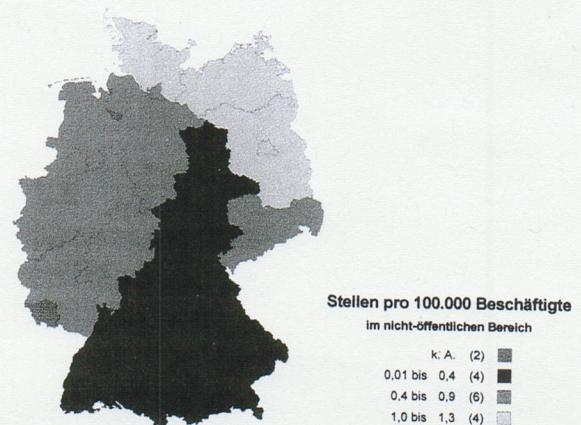 Stellen pro 100.000 Beschäftigte
im nicht-öffentlichen Bereich
k. A. (2)
0,01 bis 0,4 (4)
0,4 bis 0,9 (6)
1,0 bis 1,3 (4)